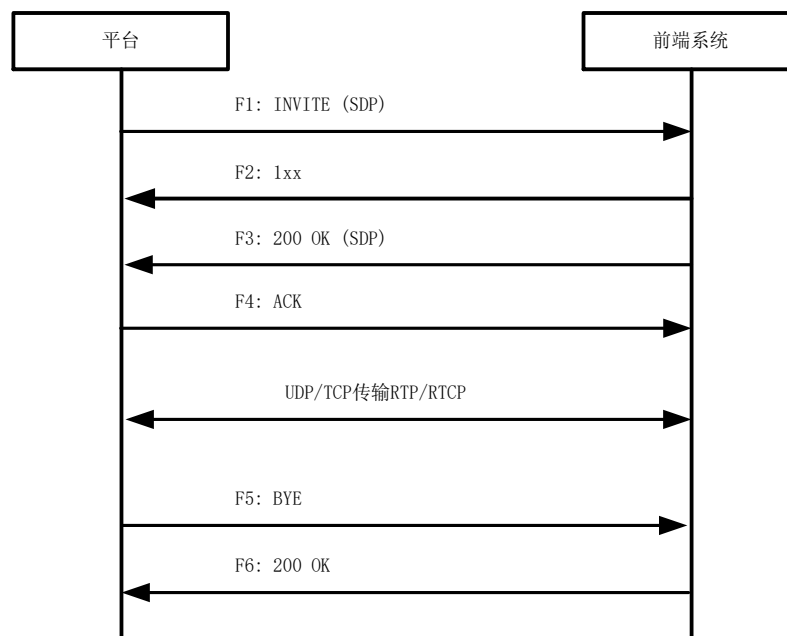 平台
前端系统
F1: INVITE (SDP)
F2: 1xx
F3: 200 OK (SDP)
F4: ACK
UDP/TCP传输RTP/RTCP
F5: BYE
F6: 200 OK